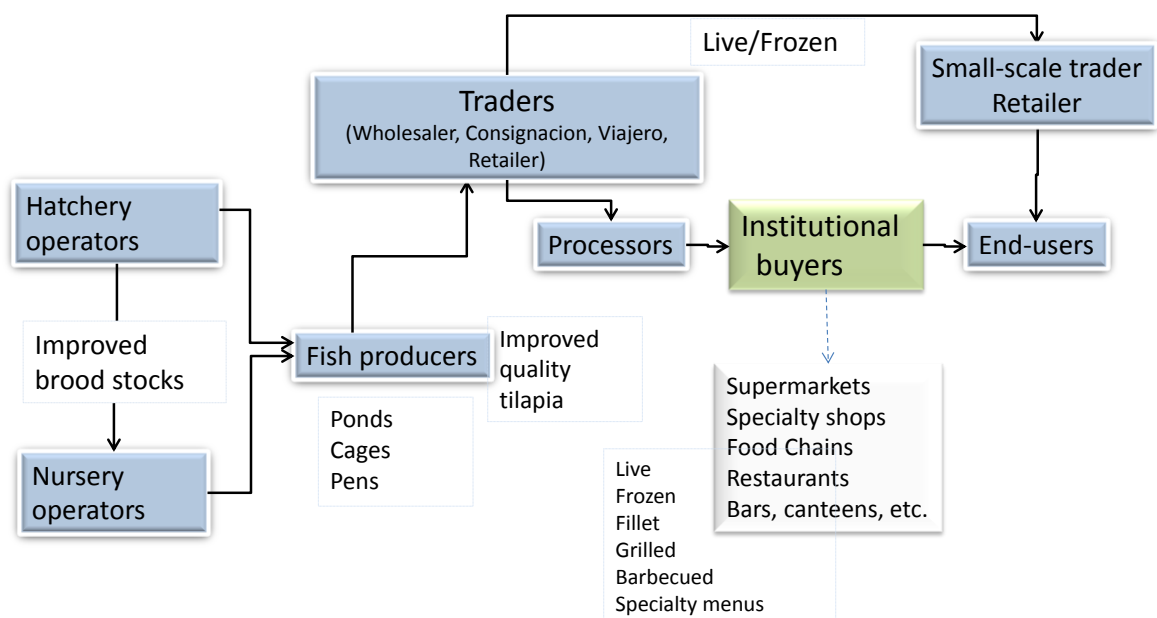 Live/Frozen
Small-scale trader
Retailer
Traders
(Wholesaler, Consignacion, Viajero,
Retailer)
Hatchery
operators
Processors
Institutional
buyers
End-users
Improved
brood stocks
Fish producers
Improved
quality
tilapia
Ponds
Cages
Pens
Nursery
operators
Supermarkets
Specialty shops
Food Chains
Restaurants
Bars, canteens, etc.
Live
Frozen
Fillet
Grilled
Barbecued
Specialty menus